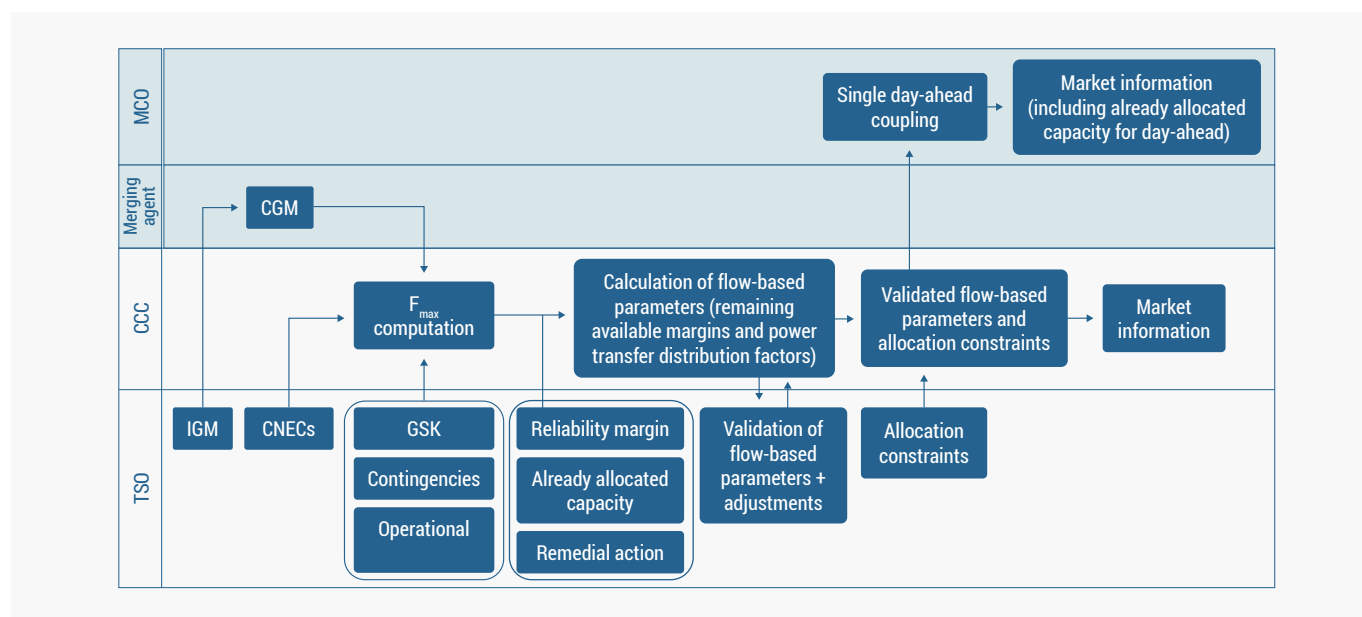 MCO
Single day-ahead
coupling
Market information
(including already allocated
capacity for day-ahead)
Merging
agent
CGM
CCC
Fmax
computation
Calculation of flow-based
parameters (remaining
available margins and power
transfer distribution factors)
Validated flow-based
parameters and
allocation constraints
Market
information
TSO
IGM
CNECs
GSK
Contingencies
Operational
Reliability margin
Already allocated
capacity
Remedial action
Validation of
flow-based
parameters +
adjustments
Allocation
constraints